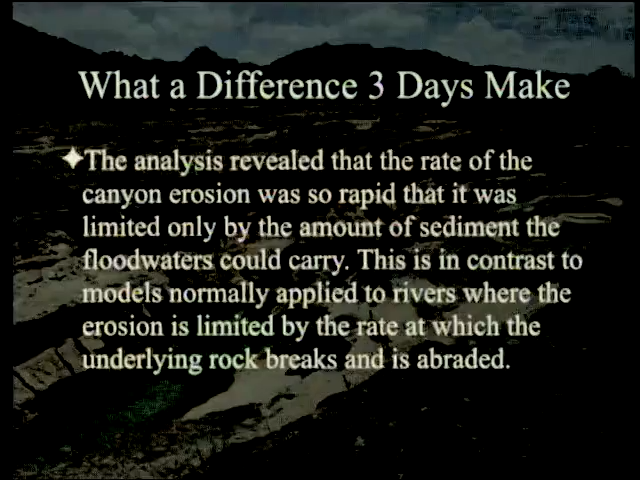 What a Difference 3 Days Make
✦The analysis revealed that the rate of the
canyon erosion was so rapid that it was
limited only by the amount of sediment the
floodwaters could carry. This is in contrast to
models normally applied to rivers where the
erosion is limited by the rate at which the
underlying rock breaks and is abraded.